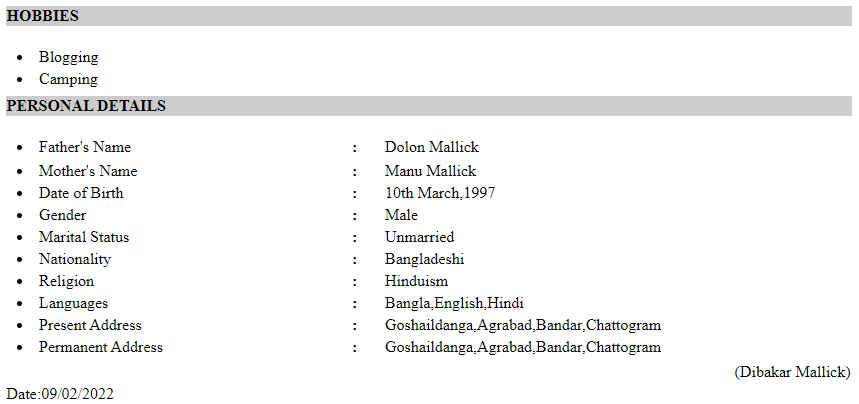 HOBBIES
• Blogging
• Camping
PERSONAL DETAILS
• Father's Name : Dolon Mallick
• Mother's Name : Manu Mallick
• Date of Birth : 10th March,1997
• Gender : Male
• Marital Status : Unmarried
• Nationality : Bangladeshi
• Religion : Hinduism
• Languages : Bangla,English,Hindi
• Present Address : Goshaildanga,Agrabad,Bandar,Chattogram
• Permanent Address : Goshaildanga,Agrabad,Bandar,Chattogram
(Dibakar Mallick)
Date:09/02/2022